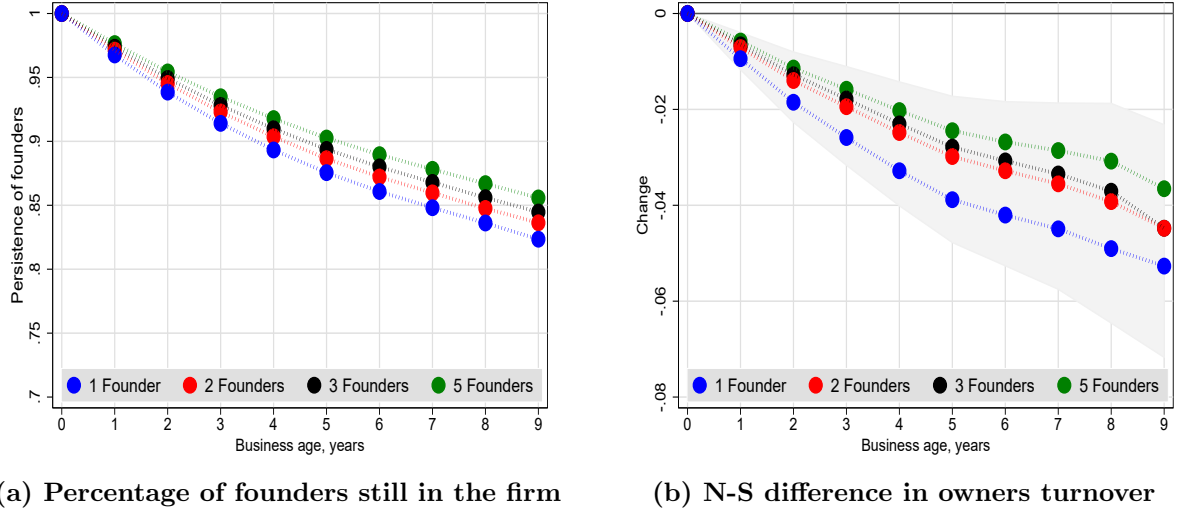 1
.95
.9
.85
.8
.75
.7
Persistence of founders
1 Founder 2 Founders 3 Founders 5 Founders
0 1 2 3 4 5 6 7 8 9
Business age, years
(a) Percentage of founders still in the firm
0
-.02
-.04
-.06
-.08
Change
1 Founder 2 Founders 3 Founders 5 Founders
0 1 2 3 4 5 6 7 8 9
Business age, years
(b) N-S difference in owners turnover